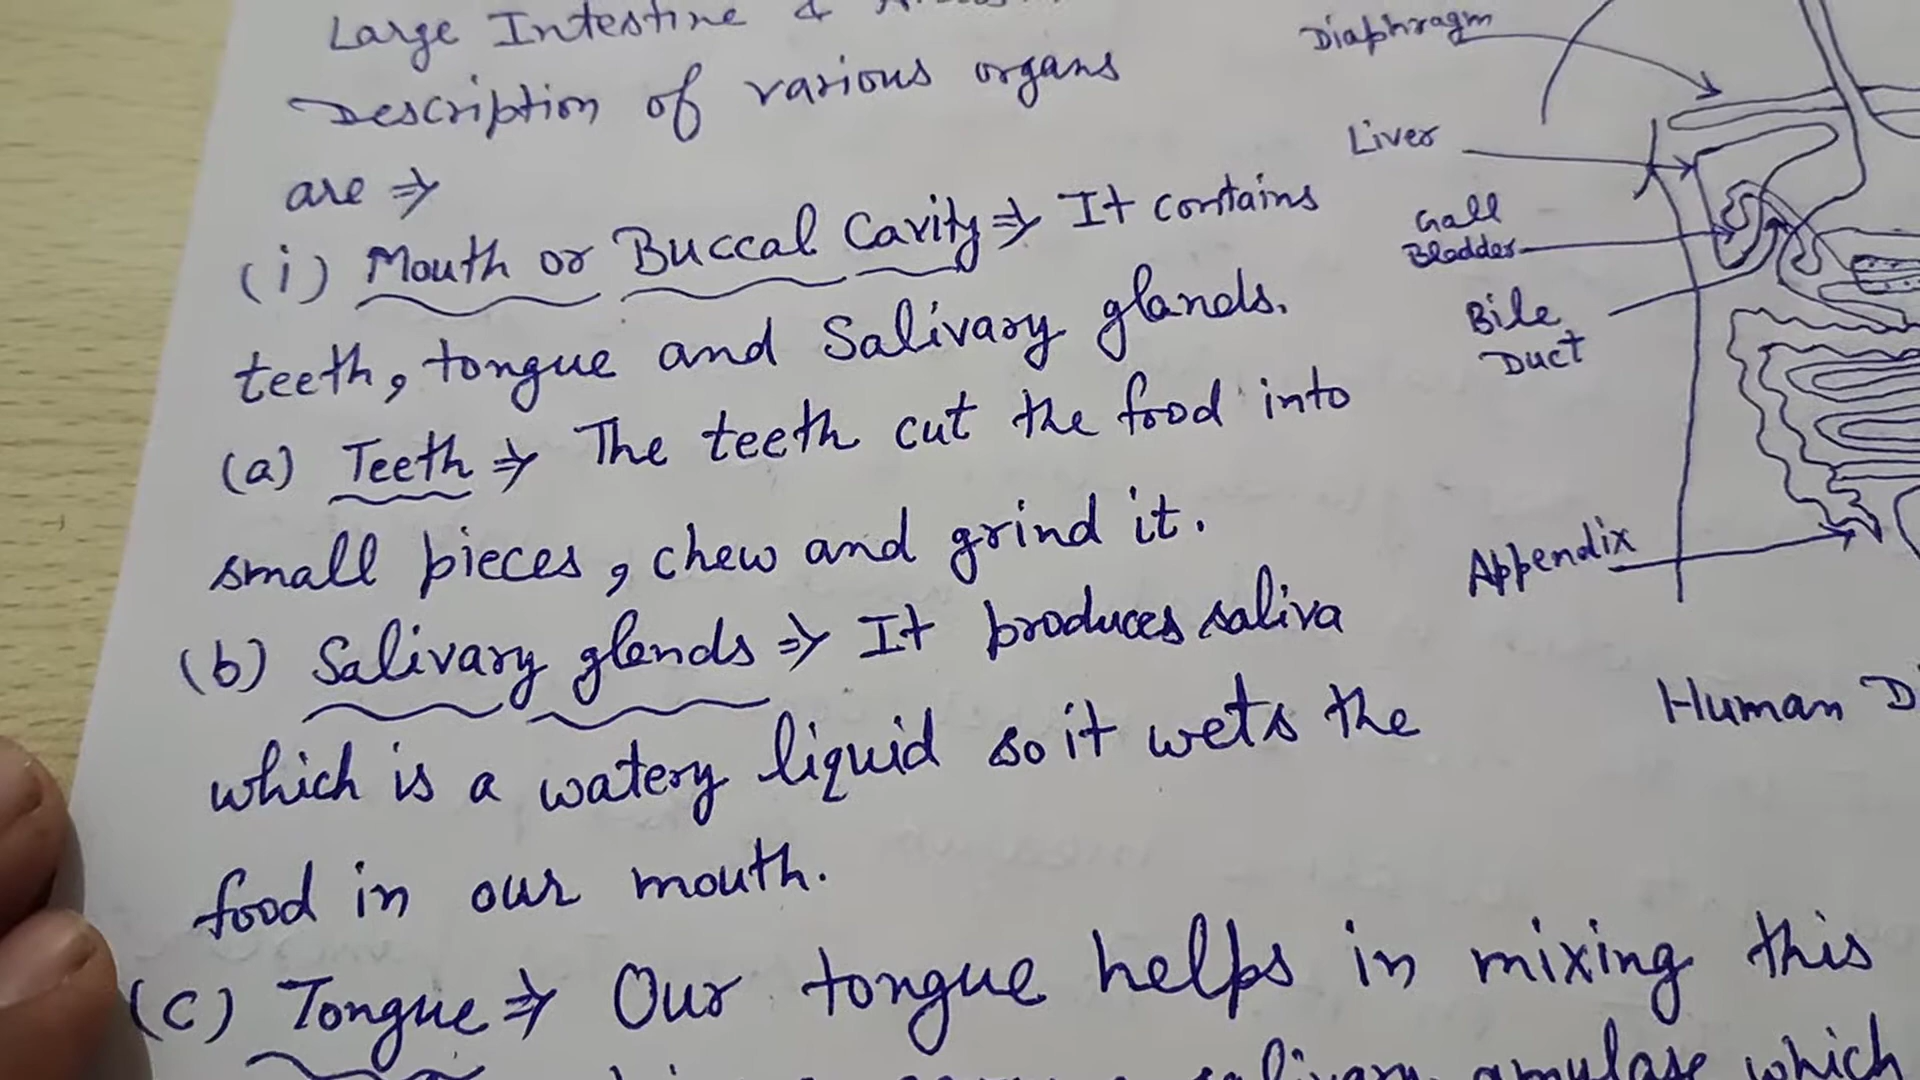 Large Intestine &
Description of various organs
are ⇒
(i) Mouth or Buccal Cavity ⇒ It contains
teeth, tongue and Salivary glands.
(a) Teeth ⇒ The teeth cut the food into
small pieces, chew and grind it.
(b) Salivary glands ⇒ It produces saliva
which is a watery liquid so it wets the
food in our mouth.
(c) Tongue ⇒ Our tongue helps in mixing this
salivary amylase which
Diaphragm
Liver
Gall
Bladder
Bile
Duct
Appendix
Human D